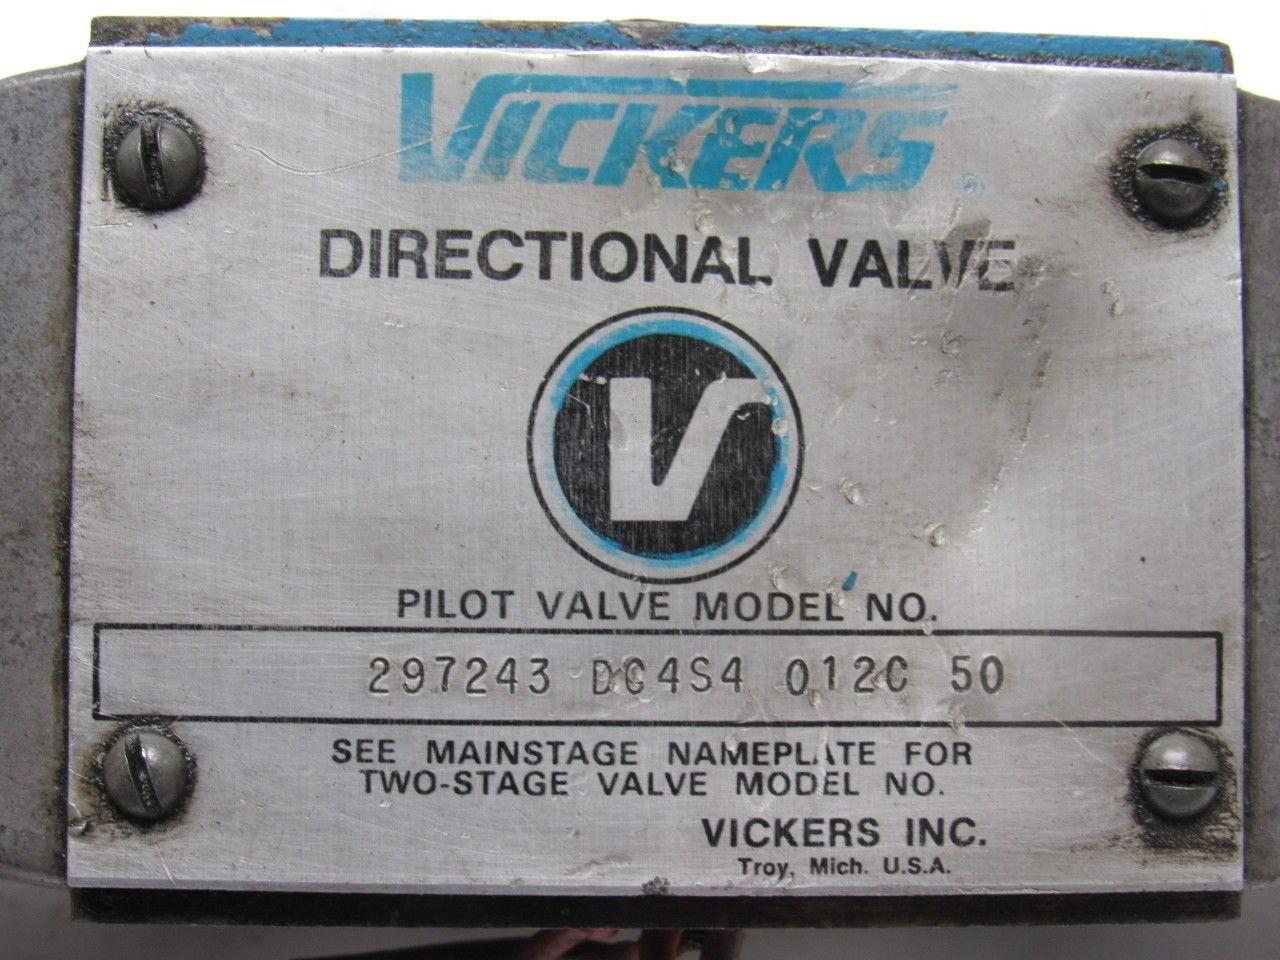 VICKERS
DIRECTIONAL VALVE
V
PILOT VALVE MODEL NO.
297243 DG4S4 012C 50
SEE MAINSTAGE NAMEPLATE FOR
TWO-STAGE VALVE MODEL NO.
VICKERS INC.
Troy, Mich. U.S.A.